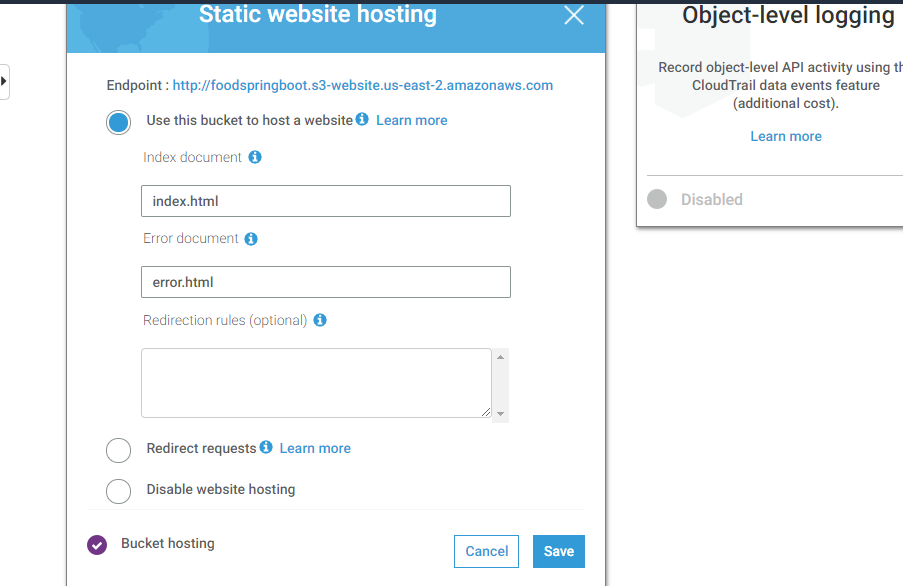 Static website hosting
Endpoint : http://foodspringboot.s3-website.us-east-2.amazonaws.com
Use this bucket to host a website Learn more
Index document
index.html
Error document
error.html
Redirection rules (optional)
Redirect requests Learn more
Disable website hosting
Bucket hosting
Cancel
Save
Object-level logging
Record object-level API activity using th
CloudTrail data events feature
(additional cost).
Learn more
Disabled